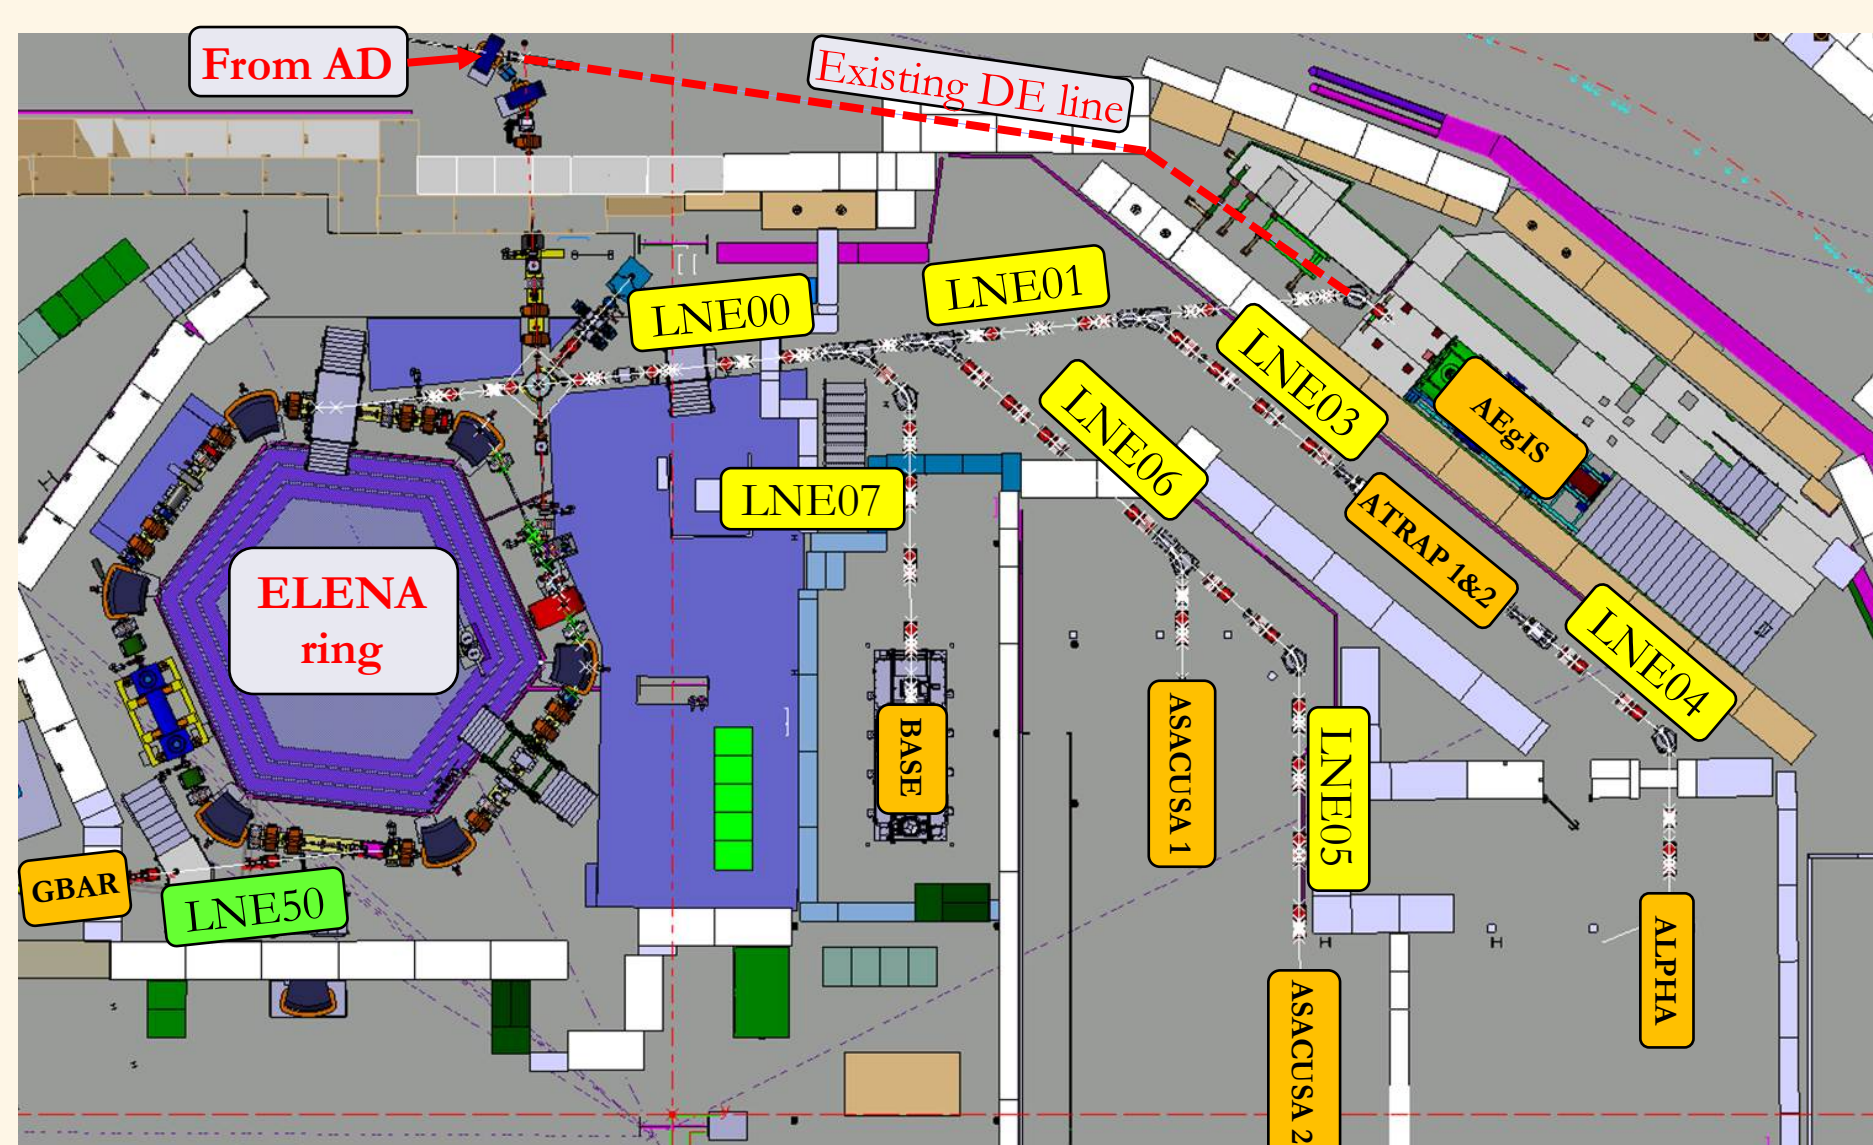 From AD
Existing DE line
LNE00
LNE01
LNE03
LNE06
AEgIS
LNE07
ATRAP 1&2
ELENA
ring
LNE04
BASE
ASACUSA 1
LNE05
GBAR
LNE50
ALPHA
ASACUSA 2